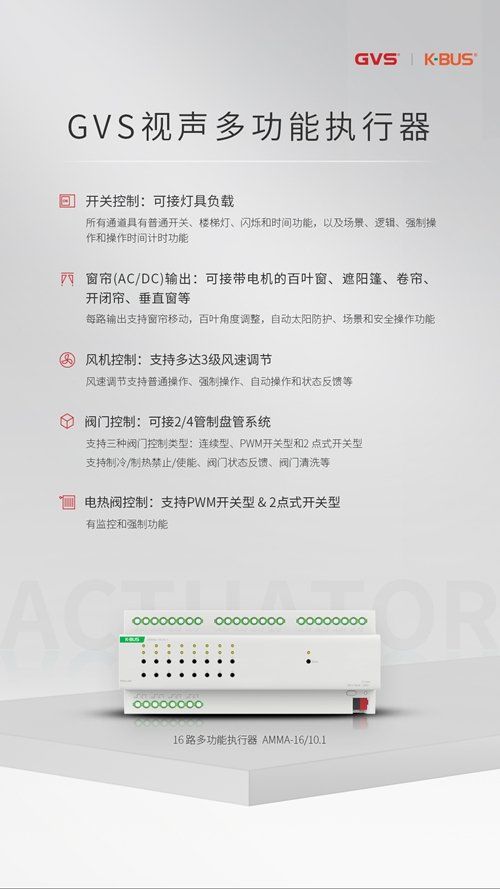 GVS | K-BUS
GVS视声多功能执行器
开关控制：可接灯具负载
所有通道具有普通开关、楼梯灯、闪烁和时间功能，以及场景、逻辑、强制操
作和操作时间计时功能
窗帘(AC/DC)输出：可接带电机的百叶窗、遮阳篷、卷帘、
开闭帘、垂直窗等
每路输出支持窗帘移动，百叶角度调整，自动太阳防护、场景和安全操作功能
风机控制：支持多达3级风速调节
风速调节支持普通操作、强制操作、自动操作和状态反馈等
阀门控制：可接2/4管制盘管系统
支持三种阀门控制类型：连续型、PWM开关型和2 点式开关型
支持制冷/制热禁止/使能、阀门状态反馈、阀门清洗等
电热阀控制：支持PWM开关型 & 2点式开关型
有监控和强制功能
ACTUATOR
K-BUS
16 路多功能执行器 AMMA-16/10.1